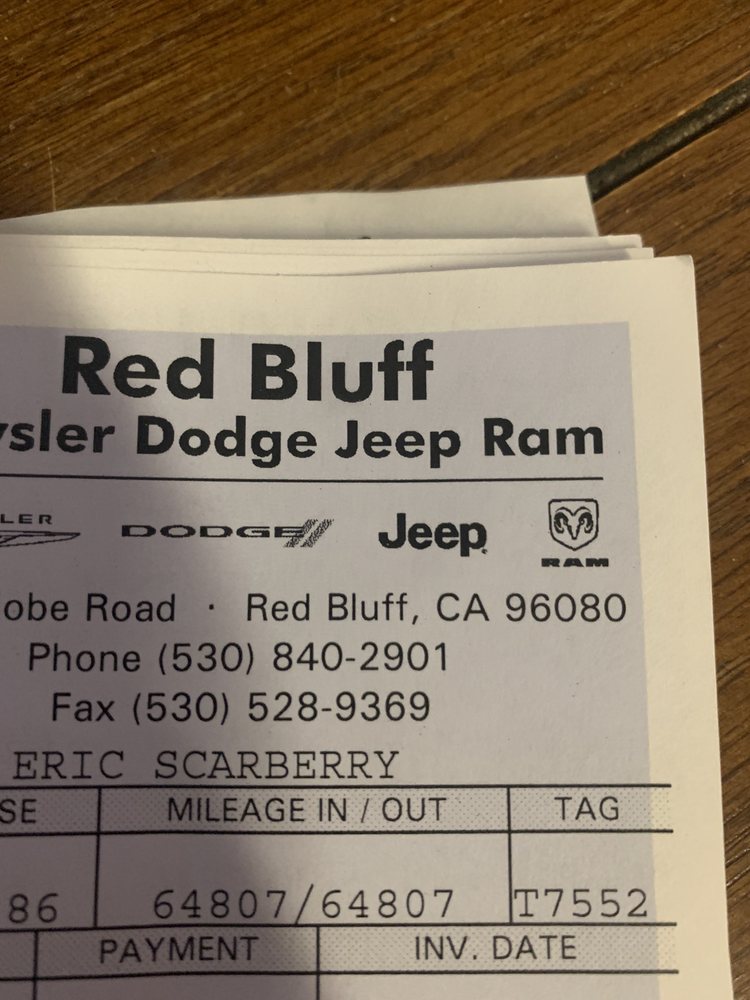 Red Bluff
ysler Dodge Jeep Ram
LER DODGE Jeep RAM
obe Road · Red Bluff, CA 96080
Phone (530) 840-2901
Fax (530) 528-9369
ERIC SCARBERRY
SE MILEAGE IN / OUT TAG
86 64807/64807 T7552
PAYMENT INV. DATE